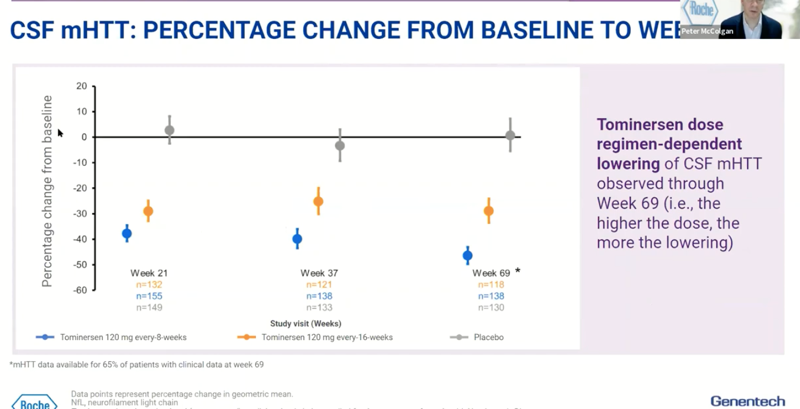 Roche
Peter McColgan
CSF mHTT: PERCENTAGE CHANGE FROM BASELINE TO
Percentage change from baseline
20
10
0
-10
-20
-30
-40
-50
-60
Week 21
n=132
n=155
n=149
Week 37
n=121
n=138
n=133
Week 69 *
n=118
n=138
n=130
Study visit (Weeks)
Tominersen 120 mg every-8-weeks
Tominersen 120 mg every-16-weeks
Placebo
Tominersen dose
regimen-dependent
lowering of CSF mHTT
observed through
Week 69 (i.e., the
higher the dose, the
more the lowering)
*mHTT data available for 65% of patients with clinical data at week 69
Roche
Data points represent percentage change in geometric mean.
NfL, neurofilament light chain
Genentech